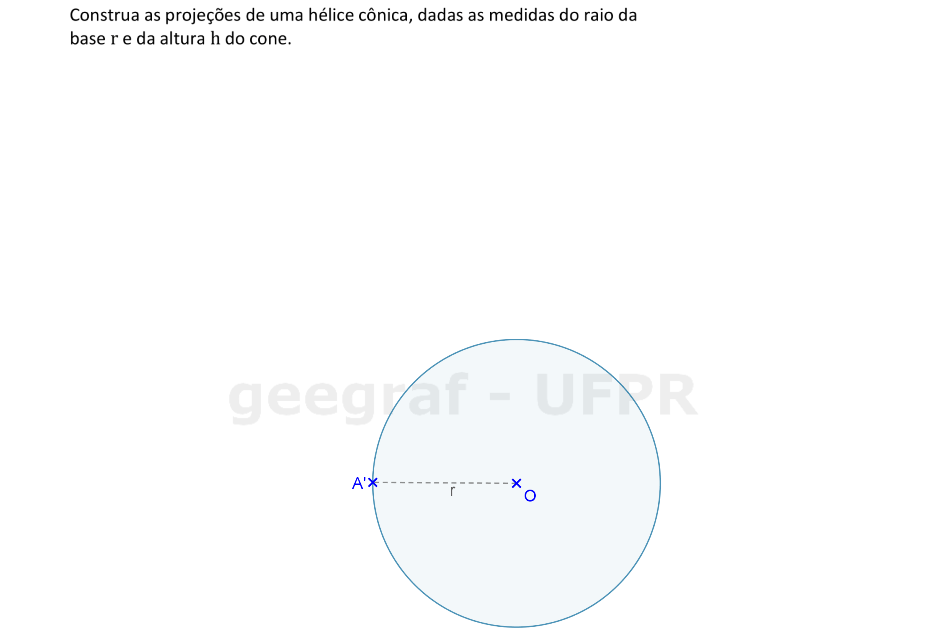 Construa as projeções de uma hélice cônica, dadas as medidas do raio da
base r e da altura h do cone.
geegraf - UFPR
A'
r
O